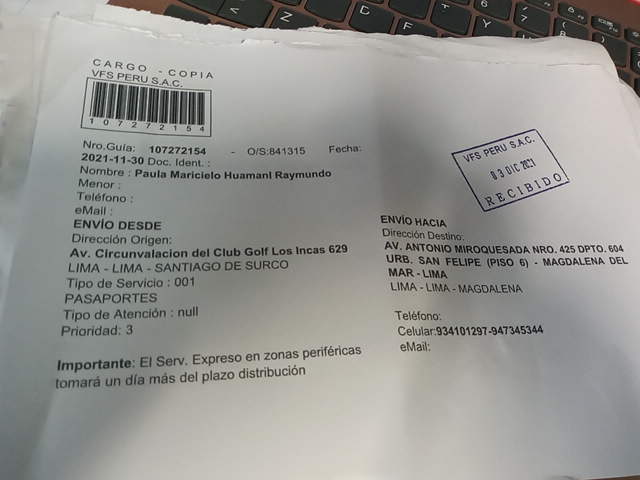 CARGO - COPIA
VFS PERU S.A.C.
107272154
Nro.Guía: 107272154 - O/S:841315 Fecha:
2021-11-30 Doc. Ident. :
Nombre : Paula Maricielo Huamanl Raymundo
Menor :
Teléfono :
eMail :
ENVÍO DESDE
Dirección Origen:
Av. Circunvalacion del Club Golf Los Incas 629
LIMA - LIMA - SANTIAGO DE SURCO
Tipo de Servicio : 001
PASAPORTES
Tipo de Atención : null
Prioridad: 3
Importante: El Serv. Expreso en zonas periféricas
tomará un día más del plazo distribución
VFS PERU S.A.C.
03 DIC 2021
RECIBIDO
ENVÍO HACIA
Dirección Destino:
AV. ANTONIO MIROQUESADA NRO. 425 DPTO. 604
URB. SAN FELIPE (PISO 6) - MAGDALENA DEL
MAR - LIMA
LIMA - LIMA - MAGDALENA
Teléfono:
Celular:934101297-947345344
eMail: